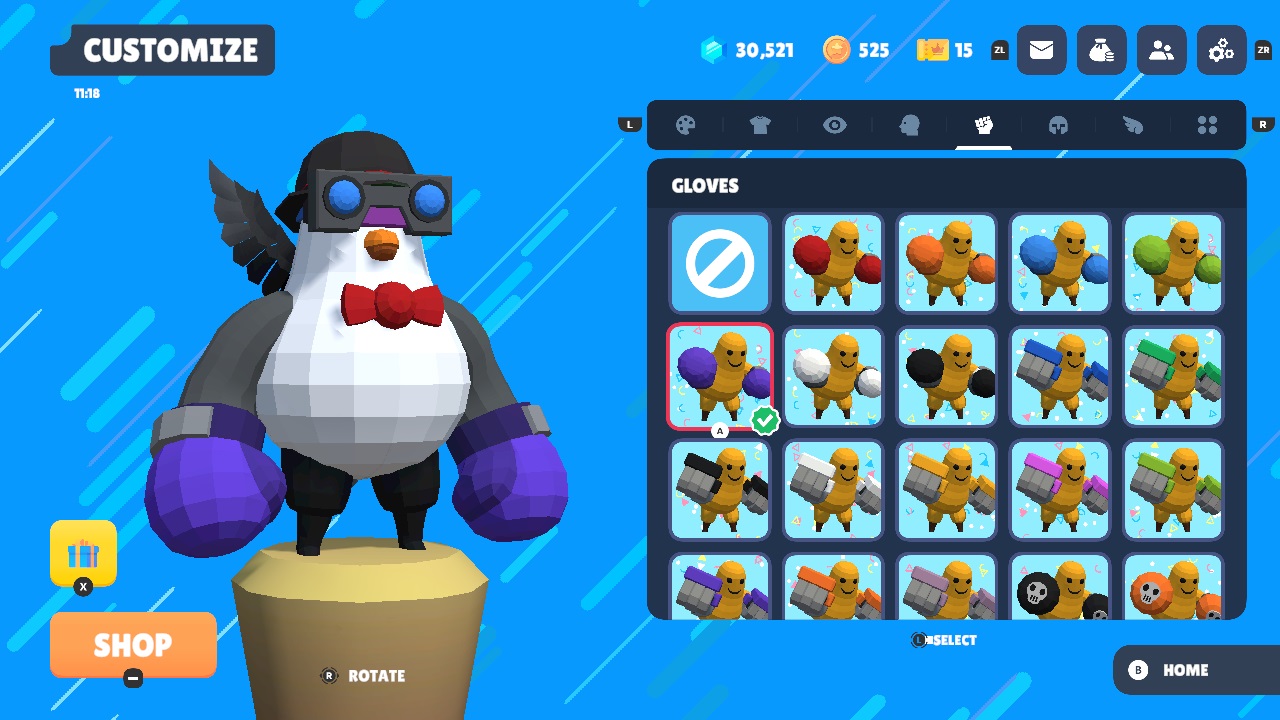 CUSTOMIZE
30,521
525
15
ZL
ZR
11:18
L
R
GLOVES
A
X
SHOP
R ROTATE
L SELECT
B HOME